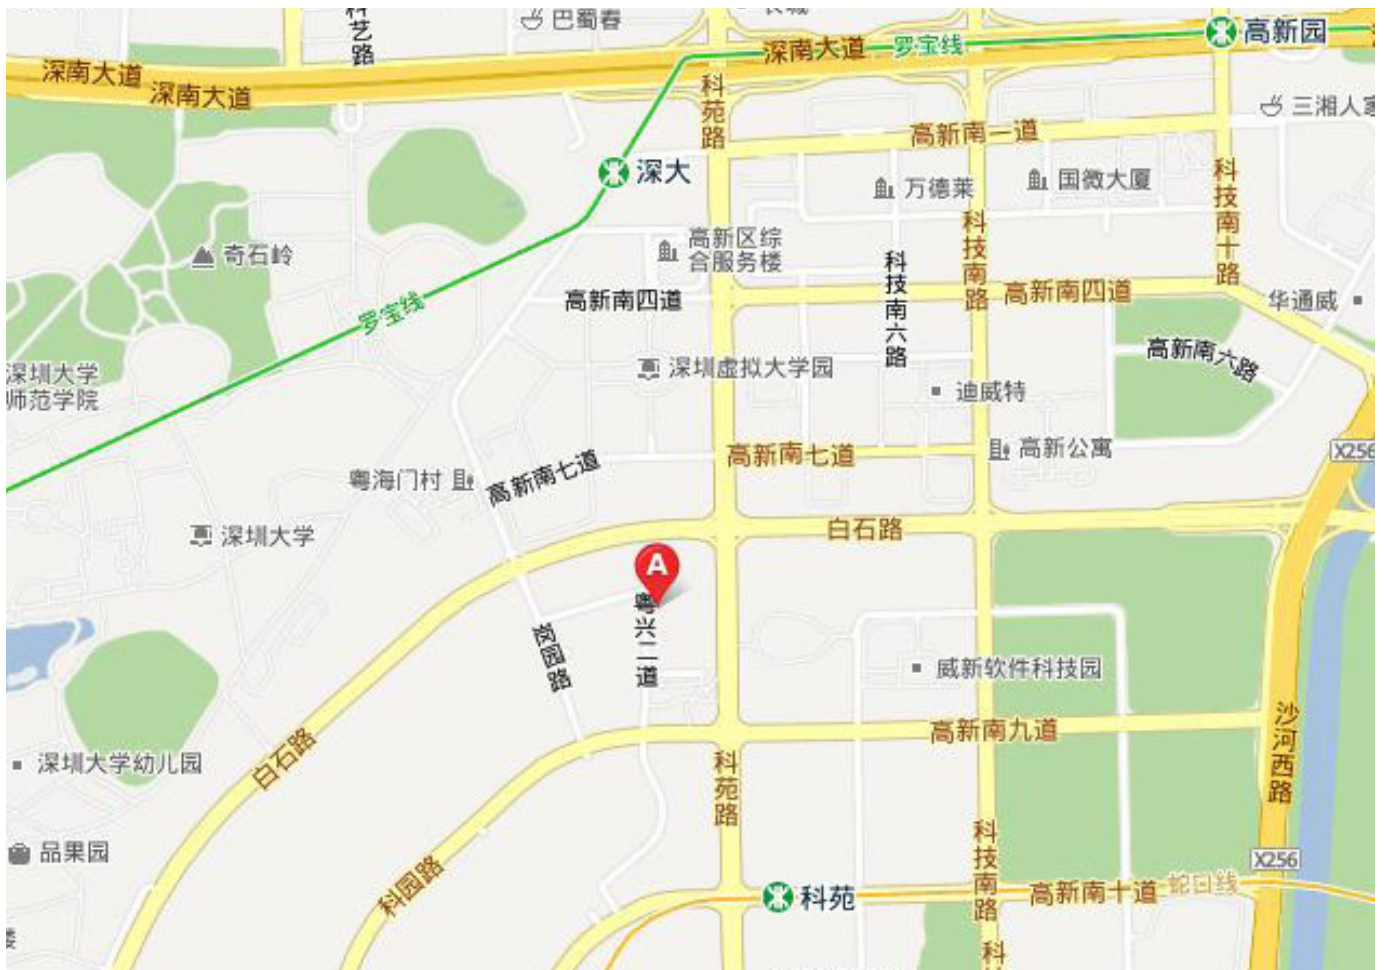 科艺路
巴蜀春
深南大道
罗宝线
高新园
深南大道
深南大道
科苑路
三湘人家
高新南一道
深大
万德莱
国微大厦
科技南十路
科技南路
奇石岭
高新区综
合服务楼
科技南六路
高新南四道
高新南四道
华通威
罗宝线
深圳大学
师范学院
深圳虚拟大学园
高新南六路
迪威特
高新南七道
高新公寓
X256
粤海门村
高新南七道
深圳大学
白石路
A
粤兴二道
威新软件科技园
高新南九道
沙河西路
白石路
深圳大学幼儿园
科苑路
品果园
科园路
科技南路
X256
科苑
高新南十道
蛇口线
楼